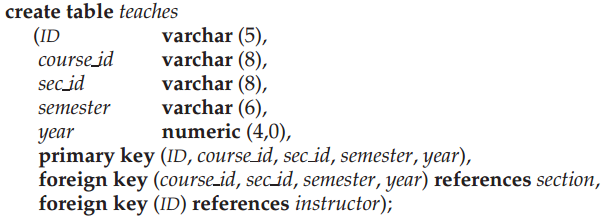 create table teaches
(ID varchar (5),
course_id varchar (8),
sec_id varchar (8),
semester varchar (6),
year numeric (4,0),
primary key (ID, course_id, sec_id, semester, year),
foreign key (course_id, sec_id, semester, year) references section,
foreign key (ID) references instructor);